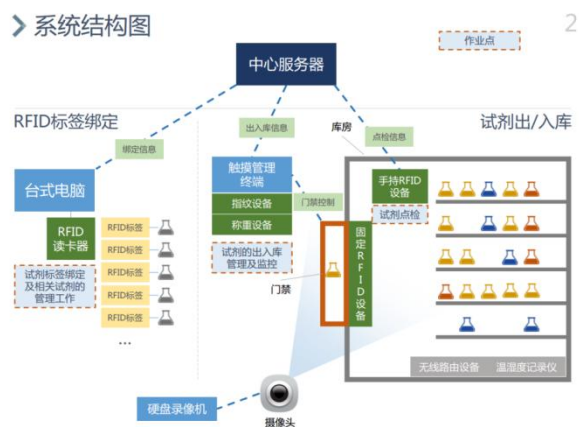 系统结构图
2
作业点
中心服务器
RFID标签绑定
试剂出/入库
绑定信息
出入库信息
库房
点检信息
台式电脑
RFID
读卡器
试剂标签绑定
及相关试剂的
管理工作
RFID标签
RFID标签
RFID标签
RFID标签
RFID标签
...
触摸管理
终端
指纹设备
称重设备
试剂的出入库
管理及监控
门禁控制
门禁
固定RFID设备
手持RFID
设备
试剂点检
无线路由设备
温湿度记录仪
硬盘录像机
摄像头